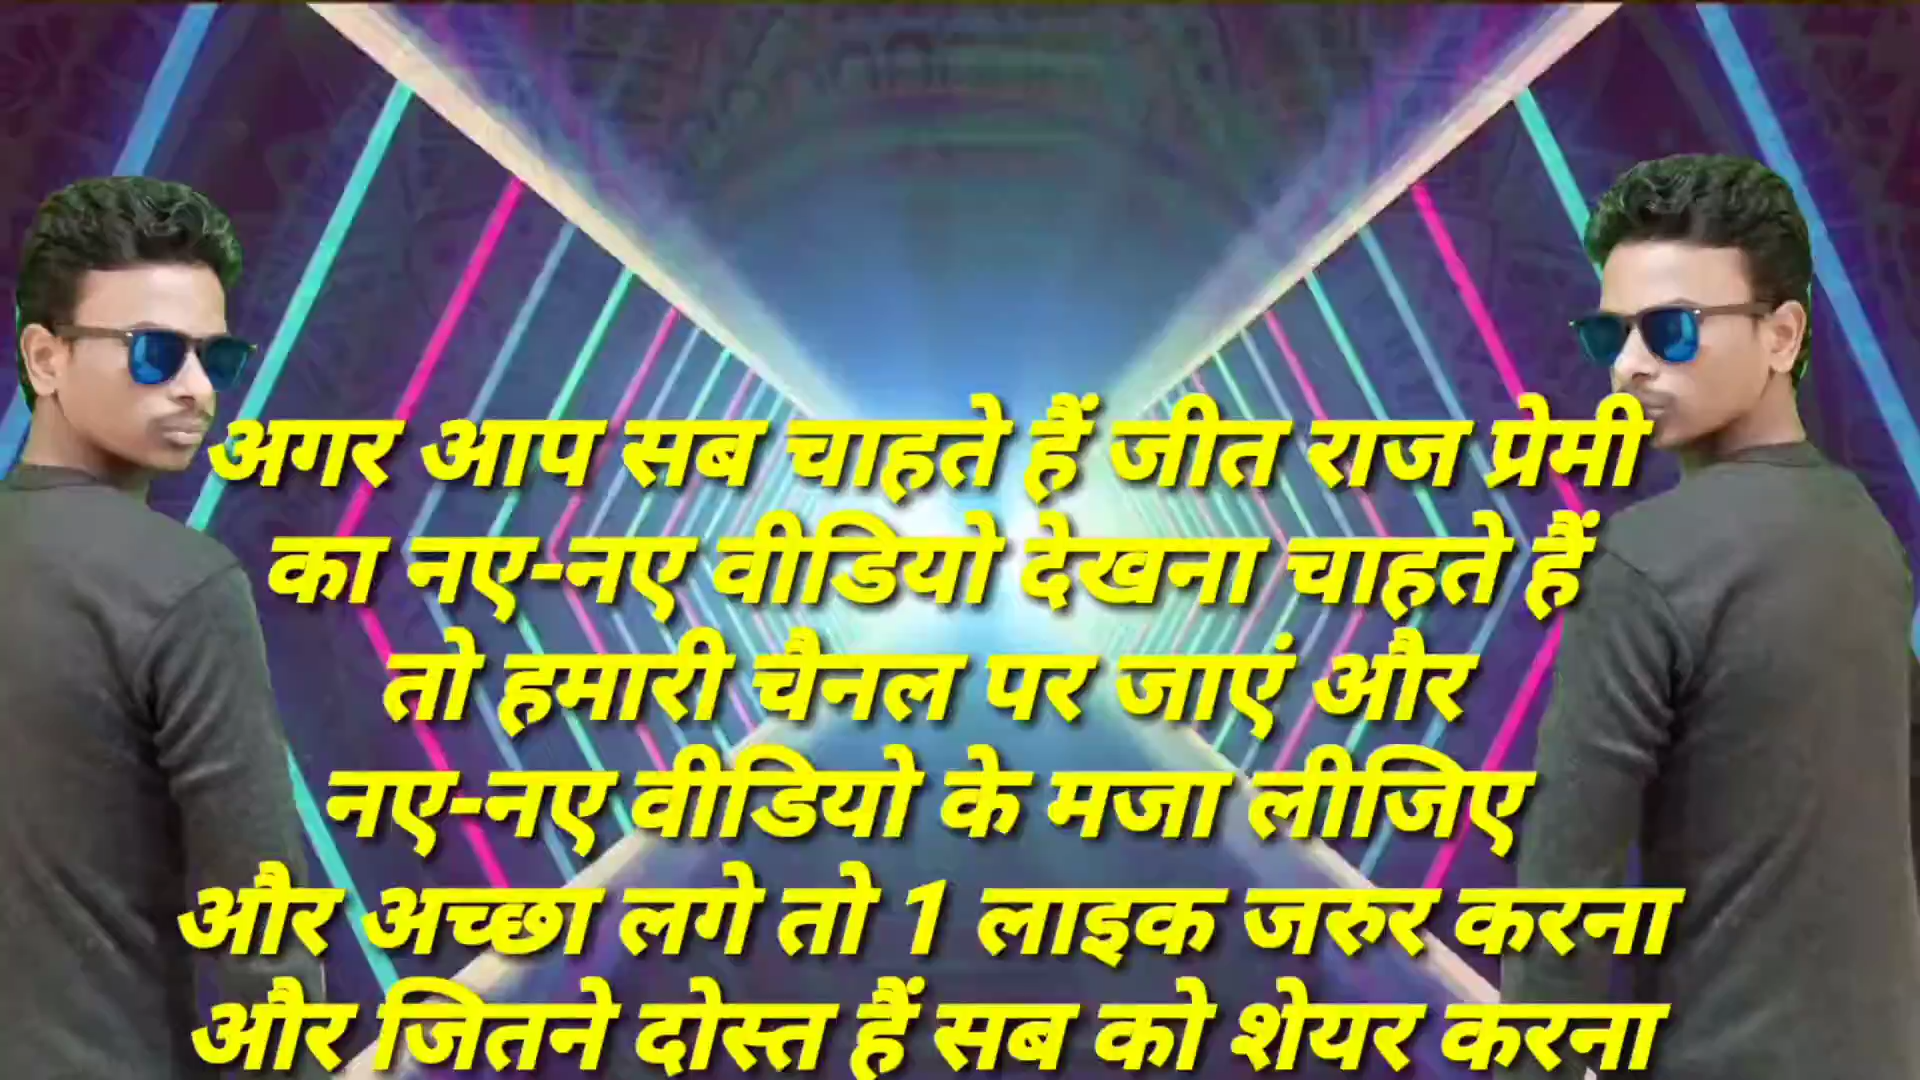 अगर आप सब चाहते हैं जीत राज प्रेमी
का नए-नए वीडियो देखना चाहते हैं
तो हमारी चैनल पर जाएं और
नए-नए वीडियो के मजा लीजिए
और अच्छा लगे तो 1 लाइक जरुर करना
और जितने दोस्त हैं सब को शेयर करना